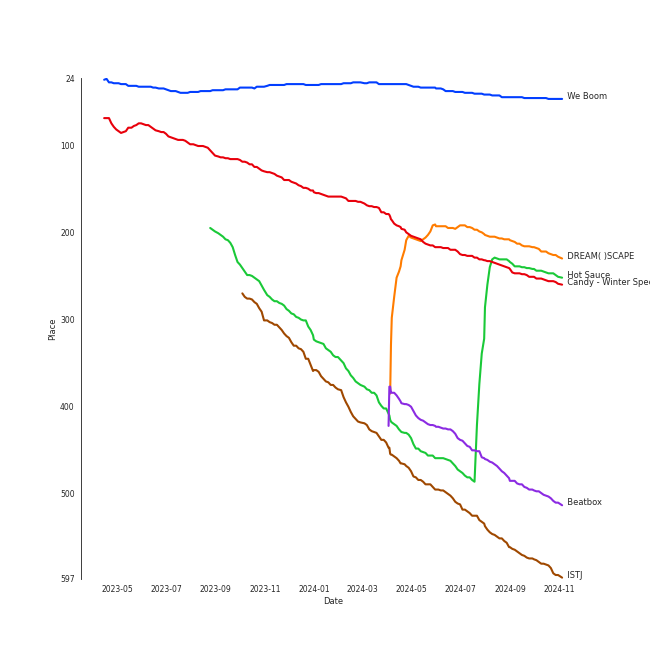 24
We Boom
100
200
DREAM( )SCAPE
Hot Sauce
Candy - Winter Spe
300
Place
400
500
Beatbox
ISTJ
597
2023-05 2023-07 2023-09 2023-11 2024-01 2024-03 2024-05 2024-07 2024-09 2024-11
Date